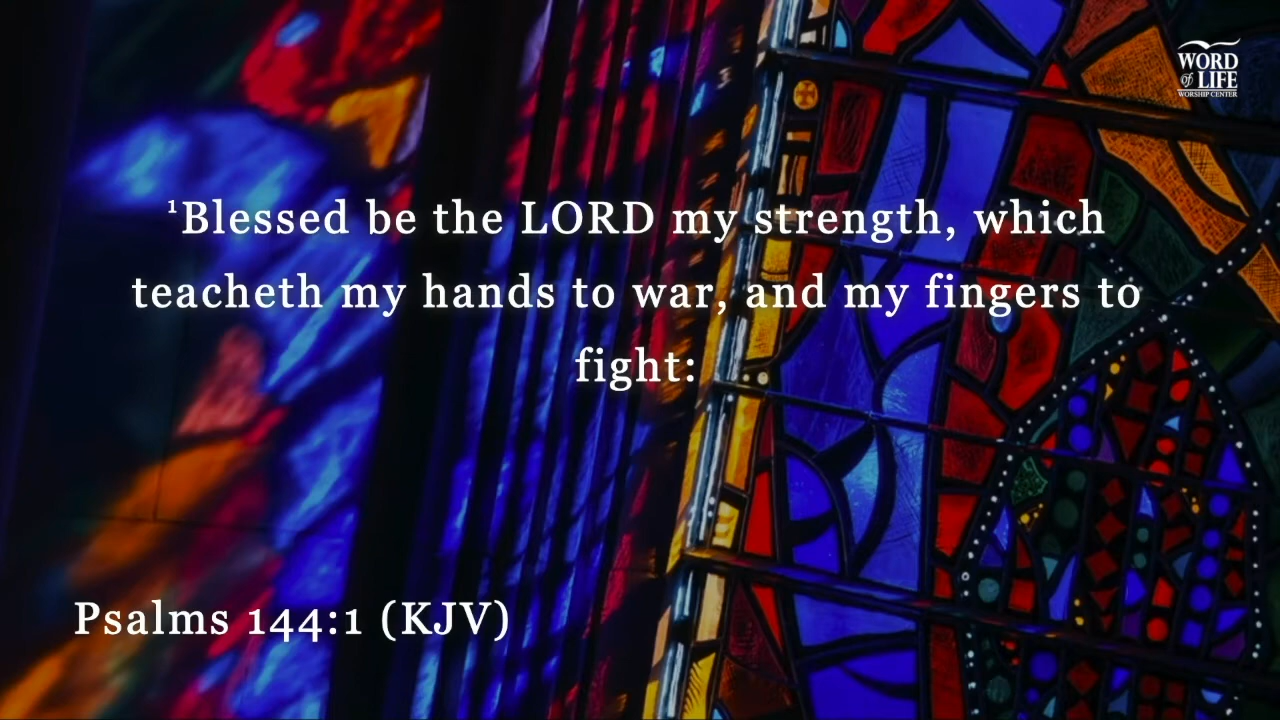 WORD
of LIFE
WORSHIP CENTER
¹Blessed be the LORD my strength, which
teacheth my hands to war, and my fingers to
fight:
Psalms 144:1 (KJV)